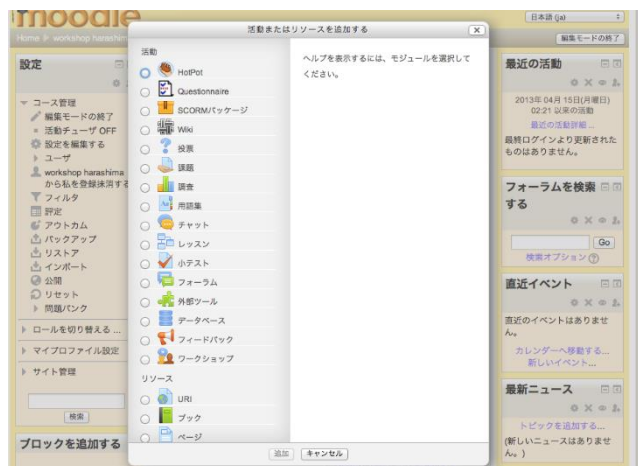 moodle
日本語 (ja)
Home
workshop harashim
編集モードの終了
設定
コース管理
編集モードの終了
活動チューザ OFF
設定を編集する
ユーザ
workshop harashima
から私を登録抹消する
フィルタ
評定
アウトカム
バックアップ
リストア
インポート
公開
リセット
問題バンク
ロールを切り替える ...
マイプロファイル設定
サイト管理
検索
ブロックを追加する
活動またはリソースを追加する
活動
HotPot
Questionnaire
SCORMパッケージ
Wiki
投票
課題
調査
用語集
チャット
レッスン
小テスト
フォーラム
外部ツール
データベース
フィードバック
ワークショップ
リソース
URI
ブック
ページ
ヘルプを表示するには、モジュールを選択して
ください。
追加
キャンセル
最近の活動
2013年 04月 15日(月曜日)
02:21 以来の活動
最近の活動詳細 ...
最終ログインより更新された
ものはありません。
フォーラムを検索
する
Go
検索オプション
直近イベント
直近のイベントはありませ
ん。
カレンダーへ移動する...
新しいイベント...
最新ニュース
トピックを追加する...
(新しいニュースはありませ
ん。)